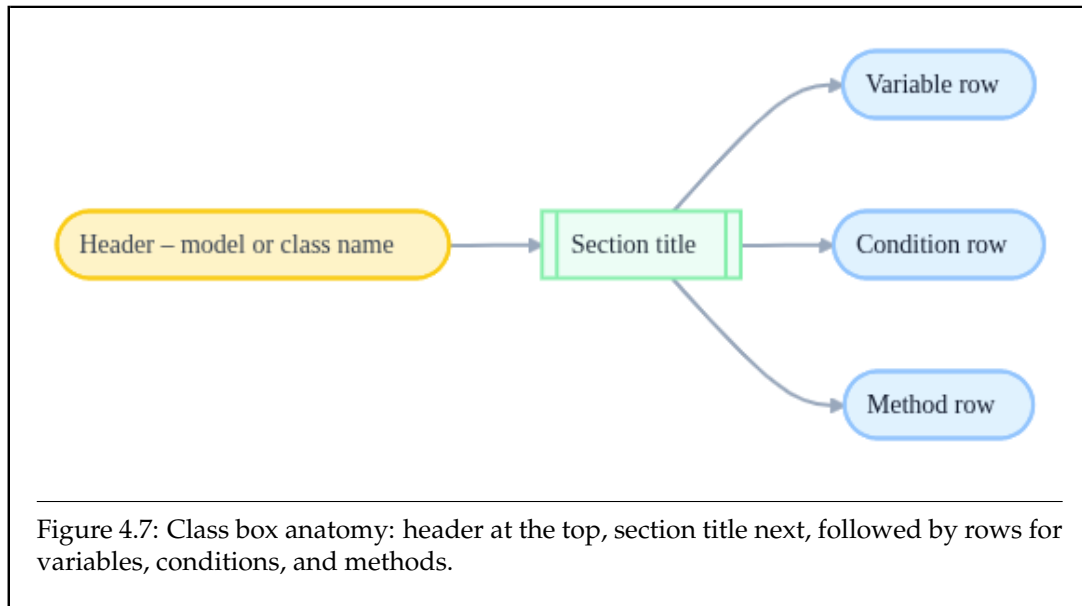 Variable row
Header – model or class name
Section title
Condition row
Method row
Figure 4.7: Class box anatomy: header at the top, section title next, followed by rows for
variables, conditions, and methods.